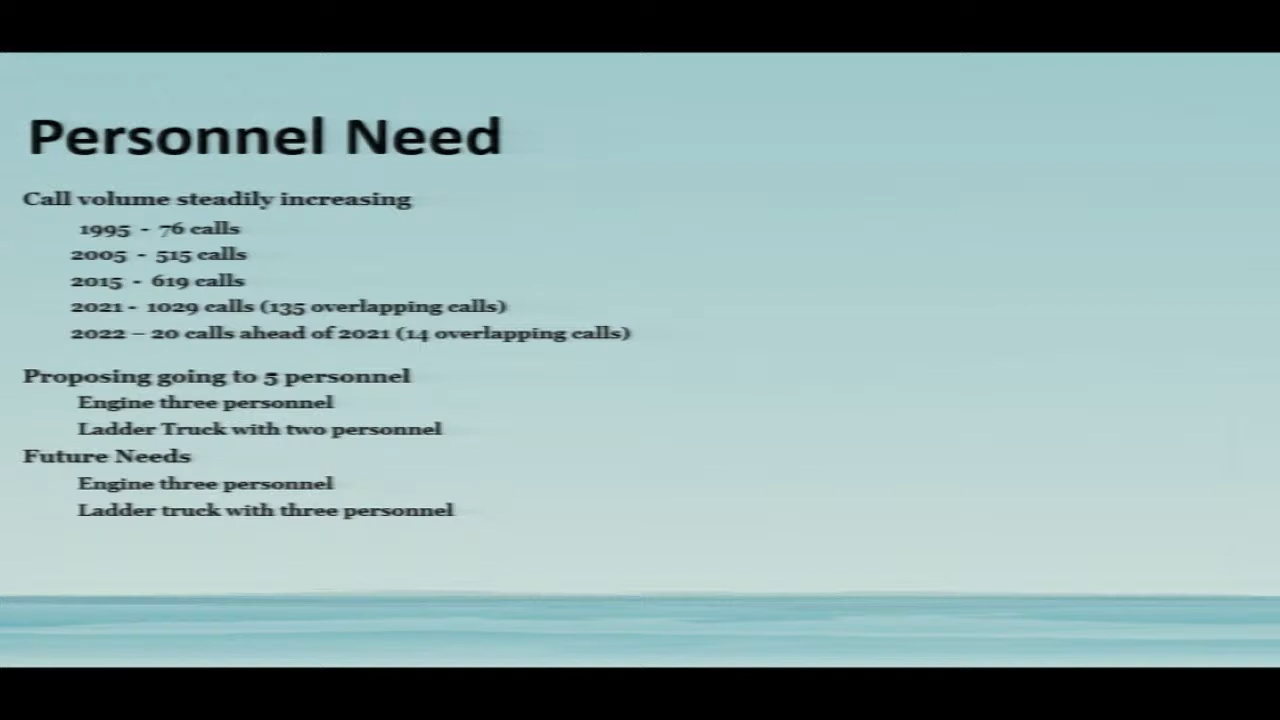 Personnel Need
Call volume steadily increasing
1995 - 76 calls
2005 - 515 calls
2015 - 619 calls
2021 - 1029 calls (135 overlapping calls)
2022 – 20 calls ahead of 2021 (14 overlapping calls)
Proposing going to 5 personnel
Engine three personnel
Ladder Truck with two personnel
Future Needs
Engine three personnel
Ladder truck with three personnel